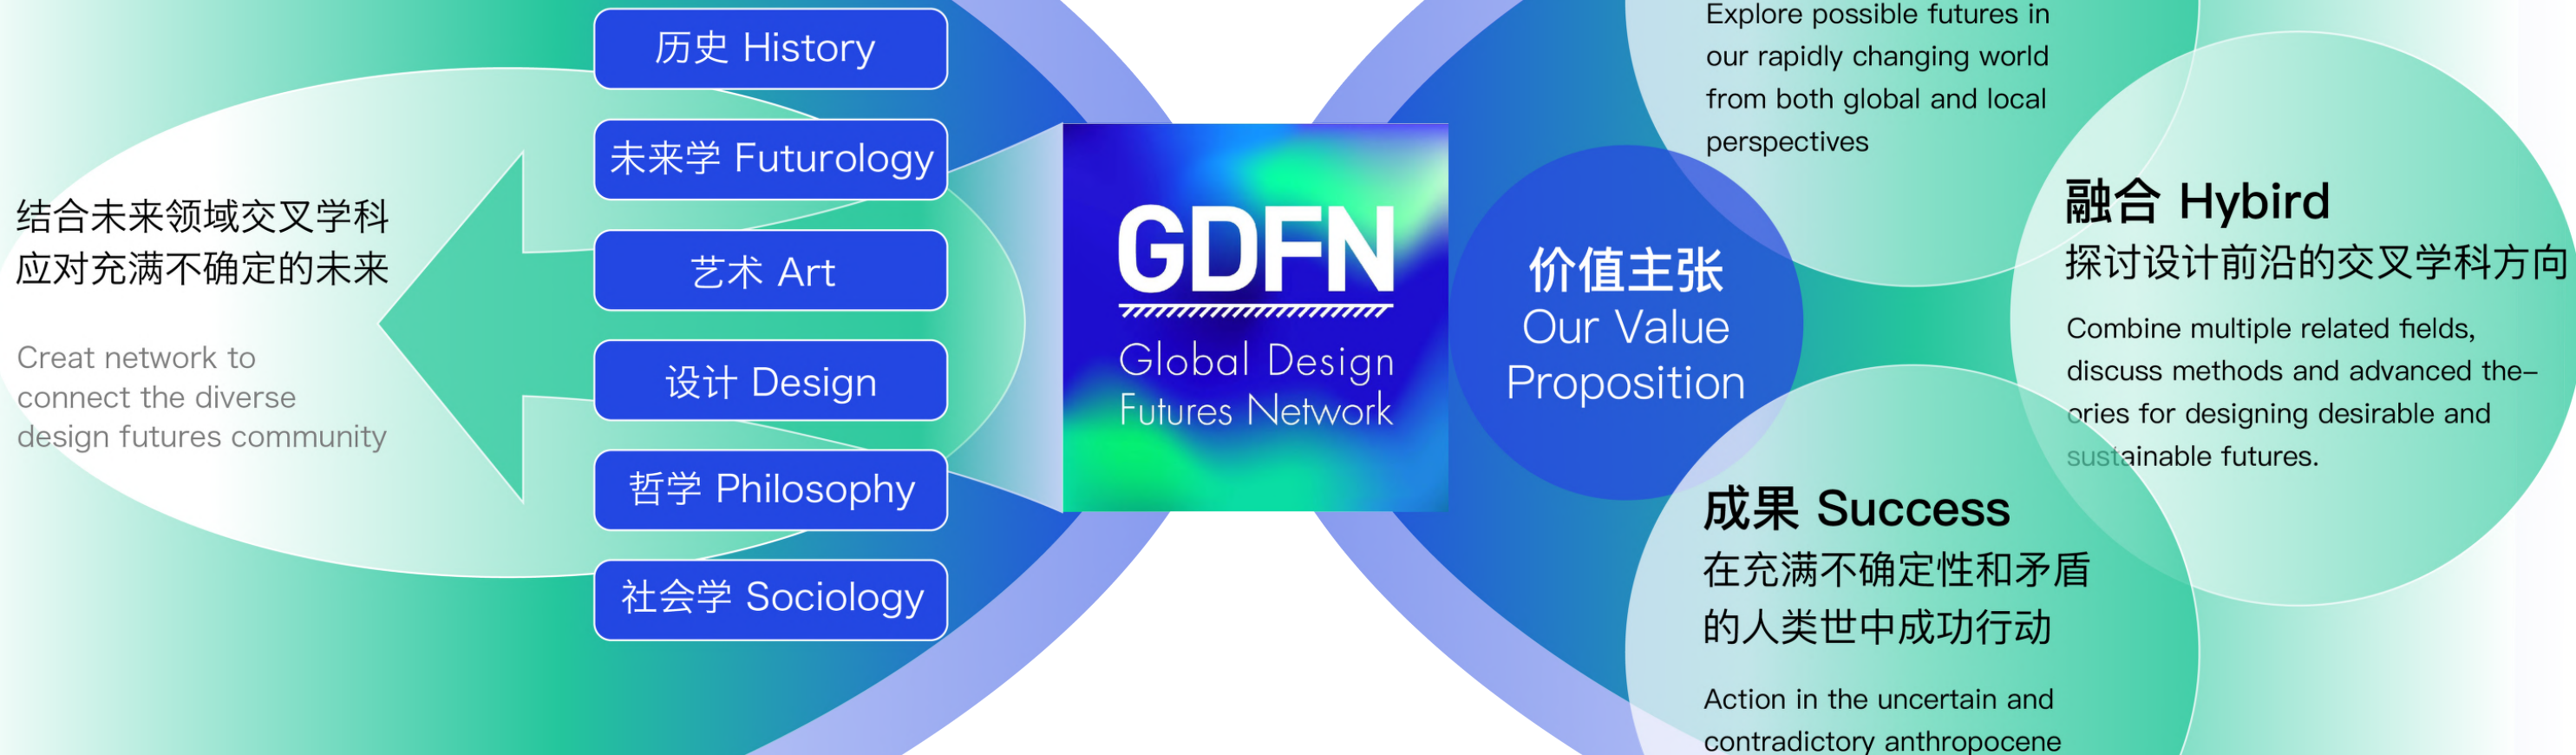 结合未来领域交叉学科
应对充满不确定的未来
Creat network to
connect the diverse
design futures community
历史 History
未来学 Futurology
艺术 Art
设计 Design
哲学 Philosophy
社会学 Sociology
GDFN
Global Design
Futures Network
价值主张
Our Value
Proposition
Explore possible futures in
our rapidly changing world
from both global and local
perspectives
融合 Hybird
探讨设计前沿的交叉学科方向
Combine multiple related fields,
discuss methods and advanced the-
ories for designing desirable and
sustainable futures.
成果 Success
在充满不确定性和矛盾
的人类世中成功行动
Action in the uncertain and
contradictory anthropocene